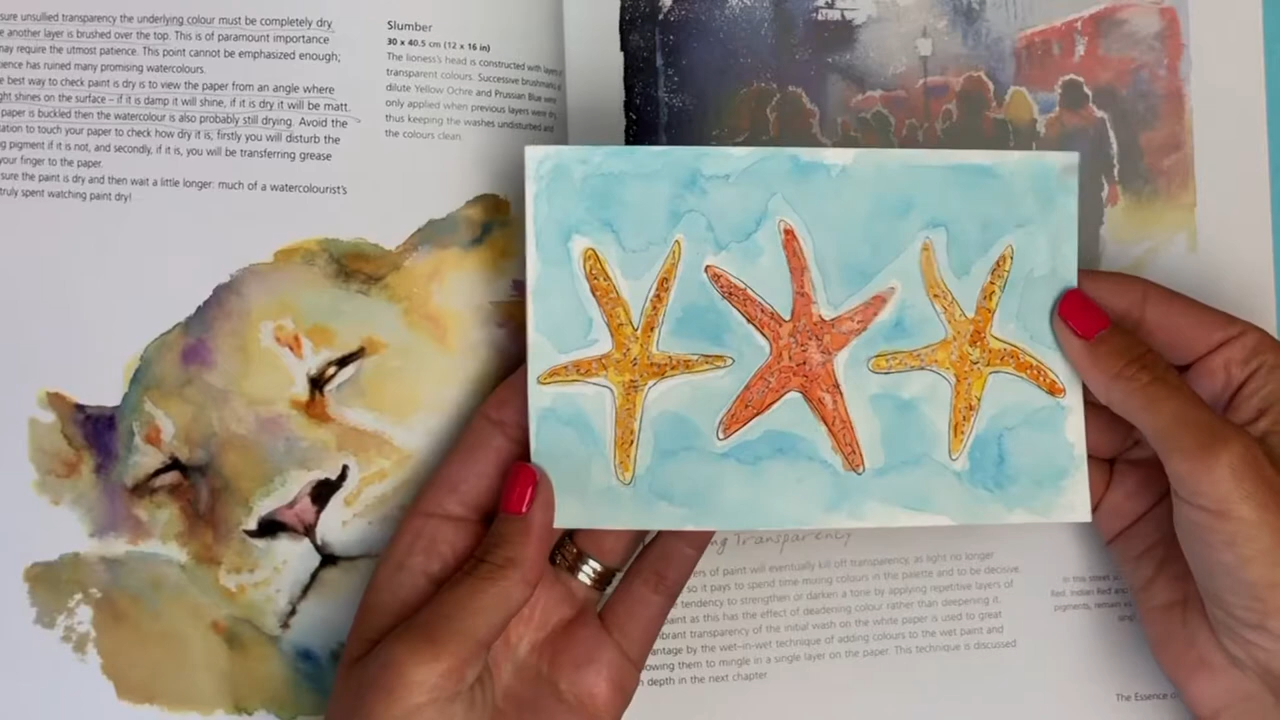 sure unsullied transparency the underlying colour must be completely dry
another layer is brushed over the top. This is of paramount importance
may require the utmost patience. This point cannot be emphasized enough;
ence has ruined many promising watercolours.
best way to check paint is dry is to view the paper from an angle where
ght shines on the surface – if it is damp it will shine, if it is dry it will be matt.
paper is buckled then the watercolour is also probably still drying. Avoid the
ation to touch your paper to check how dry it is; firstly you will disturb the
g pigment if it is not, and secondly, if it is, you will be transferring grease
your finger to the paper.
sure the paint is dry and then wait a little longer: much of a watercolourist's
truly spent watching paint dry!
Slumber
30 x 40.5 cm (12 x 16 in)
The lioness's head is constructed with layers
transparent colours. Successive brushmarks
dilute Yellow Ochre and Prussian Blue were
only applied when previous layers were dry,
thus keeping the washes undisturbed and
the colours clean.
ng Transparency
ers of paint will eventually kill off transparency, as light no longer
so it pays to spend time mixing colours in the palette and to be decisive.
tendency to strengthen or darken a tone by applying repetitive layers of
paint as this has the effect of deadening colour rather than deepening it.
brant transparency of the initial wash on the white paper is used to great
antage by the wet-in-wet technique of adding colours to the wet paint and
owing them to mingle in a single layer on the paper. This technique is discussed
depth in the next chapter
In this street
Red, Indian Red and
pigments, remain
The Essence